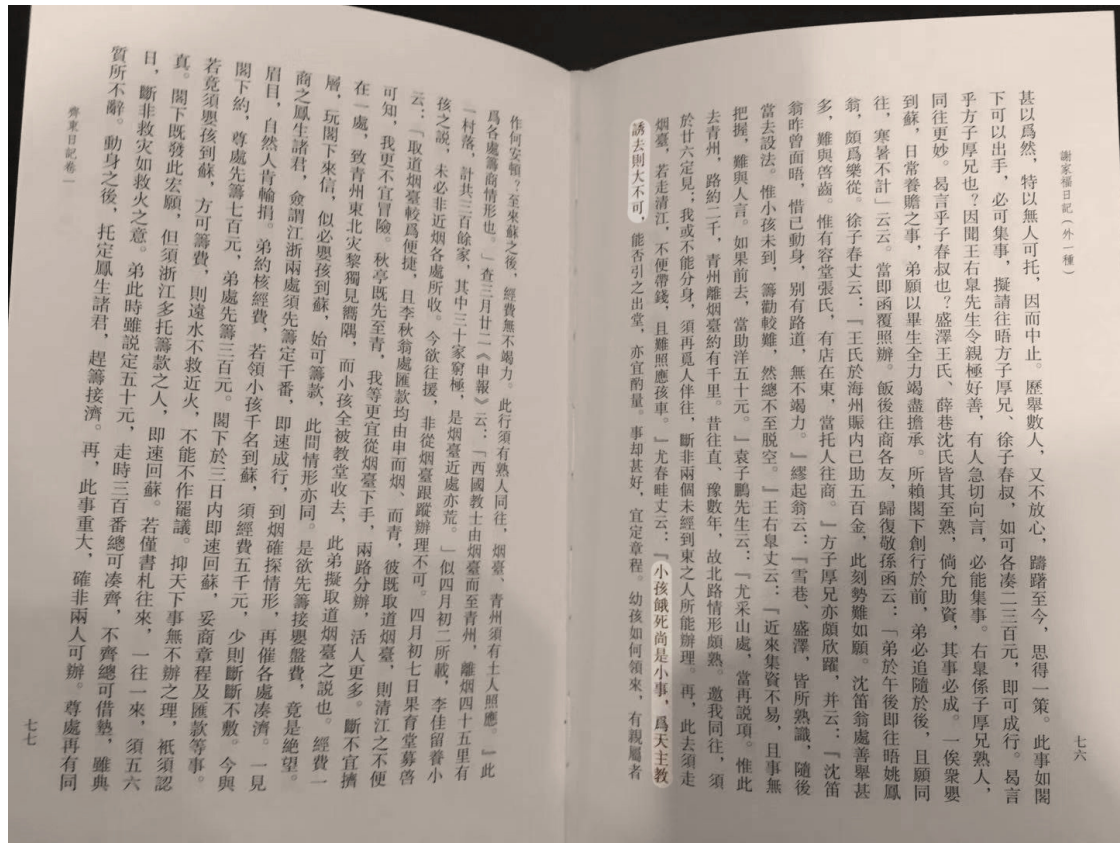 謝家福日記（外一種）
七六
甚以爲然，特以無人可托，因而中止。歷舉數人，又不放心，躊躇至今，思得一策。此事如閣
下可以出手，必可集事，擬請往晤方子厚兄、徐子春叔，如可各凑二三百元，即可成行。曷言
乎方子厚兄也？因聞王右臯先生令親極好善，有人急切向言，必能集事。右臯係子厚兄熟人，
同往更妙。曷言乎子春叔也？盛澤王氏、薛巷沈氏皆其至熟，倘允助資，其事必成。一俟衆嬰
到蘇，日常養贍之事，弟願以畢生全力竭盡擔承。所賴閣下創行於前，弟必追隨於後，且願同
往，寒暑不計」云云。當即函覆照辦。飯後往商各友，歸復敬孫函云：「弟於午後即往晤姚鳳
翁，頗爲樂從。徐子春丈云：『王氏於海州賑内已助五百金，此刻勢難如願。沈笛翁處善舉甚
多，難與啓齒。惟有容堂張氏，有店在東，當托人往商。』方子厚兄亦頗欣躍，并云：『沈笛
翁昨曾面晤，惜已動身，别有路道，無不竭力。』繆起翁云：『雪巷、盛澤，皆所熟識，隨後
當去設法。惟小孩未到，籌勸較難，然總不至脱空。』王右臯丈云：『近來集資不易，且事無
把握，雖與人言。如果前去，當助洋五十元。』袁子鵬先生云：『尤采山處，當再説項。惟此
去青州，路約二千，青州離烟臺約有千里。昔往直、豫數年，故北路情形頗熟。邀我同往，須
於廿六定見；我或不能分身，須再覓人伴往，斷非兩個未經到東之人所能辦理。再，此去須走
烟臺，若走清江，不便帶錢，且難照應孩車。』尤春畦丈云：『小孩餓死尚是小事，爲天主教
誘去則大不可，能否引之出堂，亦宜酌量。事却甚好，宜定章程。幼孩如何領來，有親屬者
作何安頓？至來蘇之後，經費無不竭力。此行須有熟人同往，烟臺、青州須有土人照應。』此
爲各處籌商情形也。」查三月廿二《申報》云：「西國教士由烟臺而至青州，離烟四十五里有
一村落，計共三百餘家，其中三十家窮極，是烟臺近處亦荒。」似四月初二所載，李佳留養小
孩之説，未必非近烟各處所收。今欲往援，非從烟臺跟蹤辦理不可。四月初七日果育堂募啓
云：「取道烟臺較爲便捷，且李秋翁處匯款均由申而烟、而青，彼既取道烟臺，則清江之不便
可知，我更不宜冒險。秋亭既先至青，我等更宜從烟臺下手，兩路分辦，活人更多。斷不宜擠
在一處，致青州東北灾黎獨見嚮隅，而小孩全被教堂收去，此弟擬取道烟臺之説也。經費一
層，玩閣下來信，似必嬰孩到蘇，始可籌款，此間情形亦同。是欲先籌接嬰盤費，竟是絶望。
商之鳳生諸君，僉謂江浙兩處須先籌定千番，即速成行，到烟確探情形，再催各處凑濟。一見
眉目，自然人肯輸捐。弟約核經費，若領小孩千名到蘇，須經費五千元，少則斷斷不敷。今與
閣下約，尊處先籌七百元，弟處先籌三百元。閣下於三日内即速回蘇，妥商章程及匯款等事。
若竟須嬰孩到蘇，方可籌費，則遠水不救近火，不能不作罷議。抑天下事無不辦之理，衹須認
真。閣下既發此宏願，但須浙江多托籌款之人，即速回蘇。若僅書札往來，一往一來，須五六
日，斷非救灾如救火之意。弟此時雖説定五十元，走時三百番總可凑齊，不齊總可借墊，雖典
質所不辭。動身之後，托定鳳生諸君，趕籌接濟。再，此事重大，確非兩人可辦。尊處再有同
齊東日記卷一
七七